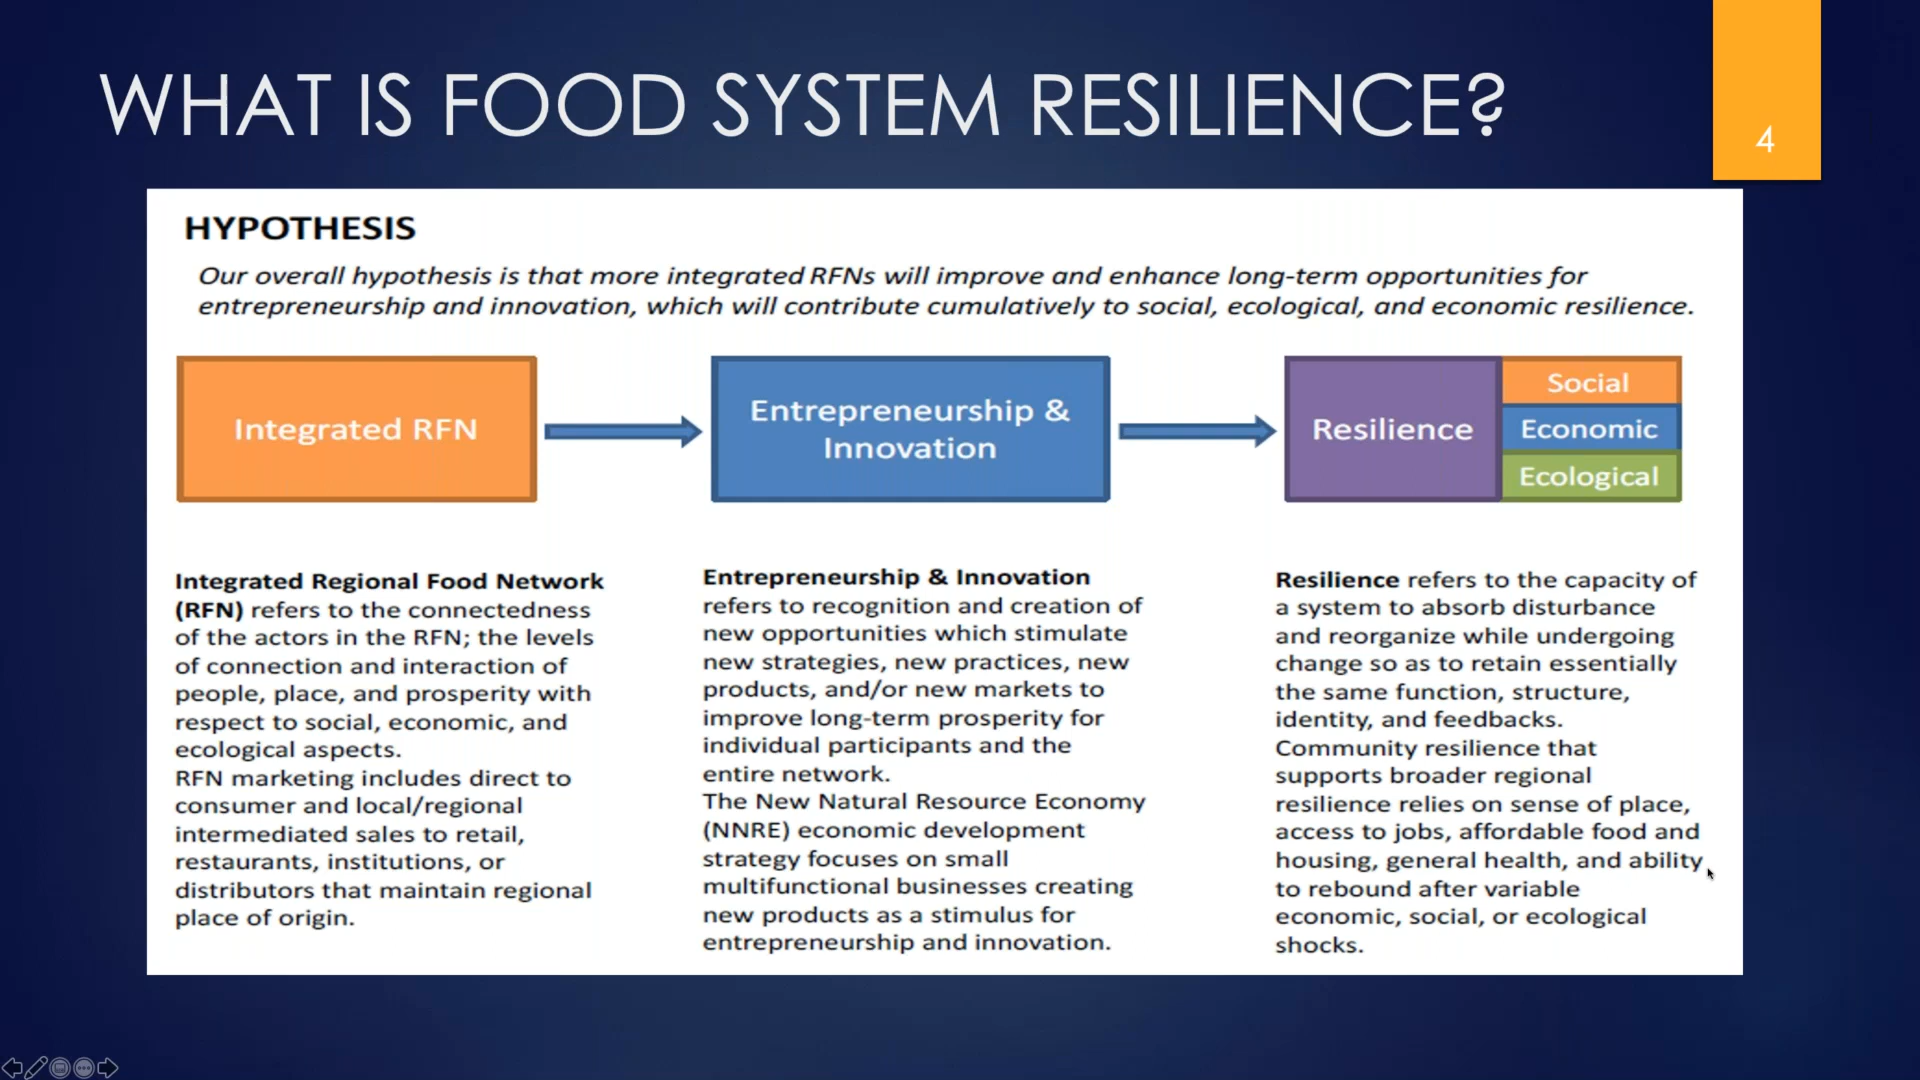 WHAT IS FOOD SYSTEM RESILIENCE?
4
HYPOTHESIS
Our overall hypothesis is that more integrated RFNs will improve and enhance long-term opportunities for
entrepreneurship and innovation, which will contribute cumulatively to social, ecological, and economic resilience.
Integrated RFN
Entrepreneurship &
Innovation
Resilience
Social
Economic
Ecological
Integrated Regional Food Network
(RFN) refers to the connectedness
of the actors in the RFN; the levels
of connection and interaction of
people, place, and prosperity with
respect to social, economic, and
ecological aspects.
RFN marketing includes direct to
consumer and local/regional
intermediated sales to retail,
restaurants, institutions, or
distributors that maintain regional
place of origin.
Entrepreneurship & Innovation
refers to recognition and creation of
new opportunities which stimulate
new strategies, new practices, new
products, and/or new markets to
improve long-term prosperity for
individual participants and the
entire network.
The New Natural Resource Economy
(NNRE) economic development
strategy focuses on small
multifunctional businesses creating
new products as a stimulus for
entrepreneurship and innovation.
Resilience refers to the capacity of
a system to absorb disturbance
and reorganize while undergoing
change so as to retain essentially
the same function, structure,
identity, and feedbacks.
Community resilience that
supports broader regional
resilience relies on sense of place,
access to jobs, affordable food and
housing, general health, and ability
to rebound after variable
economic, social, or ecological
shocks.